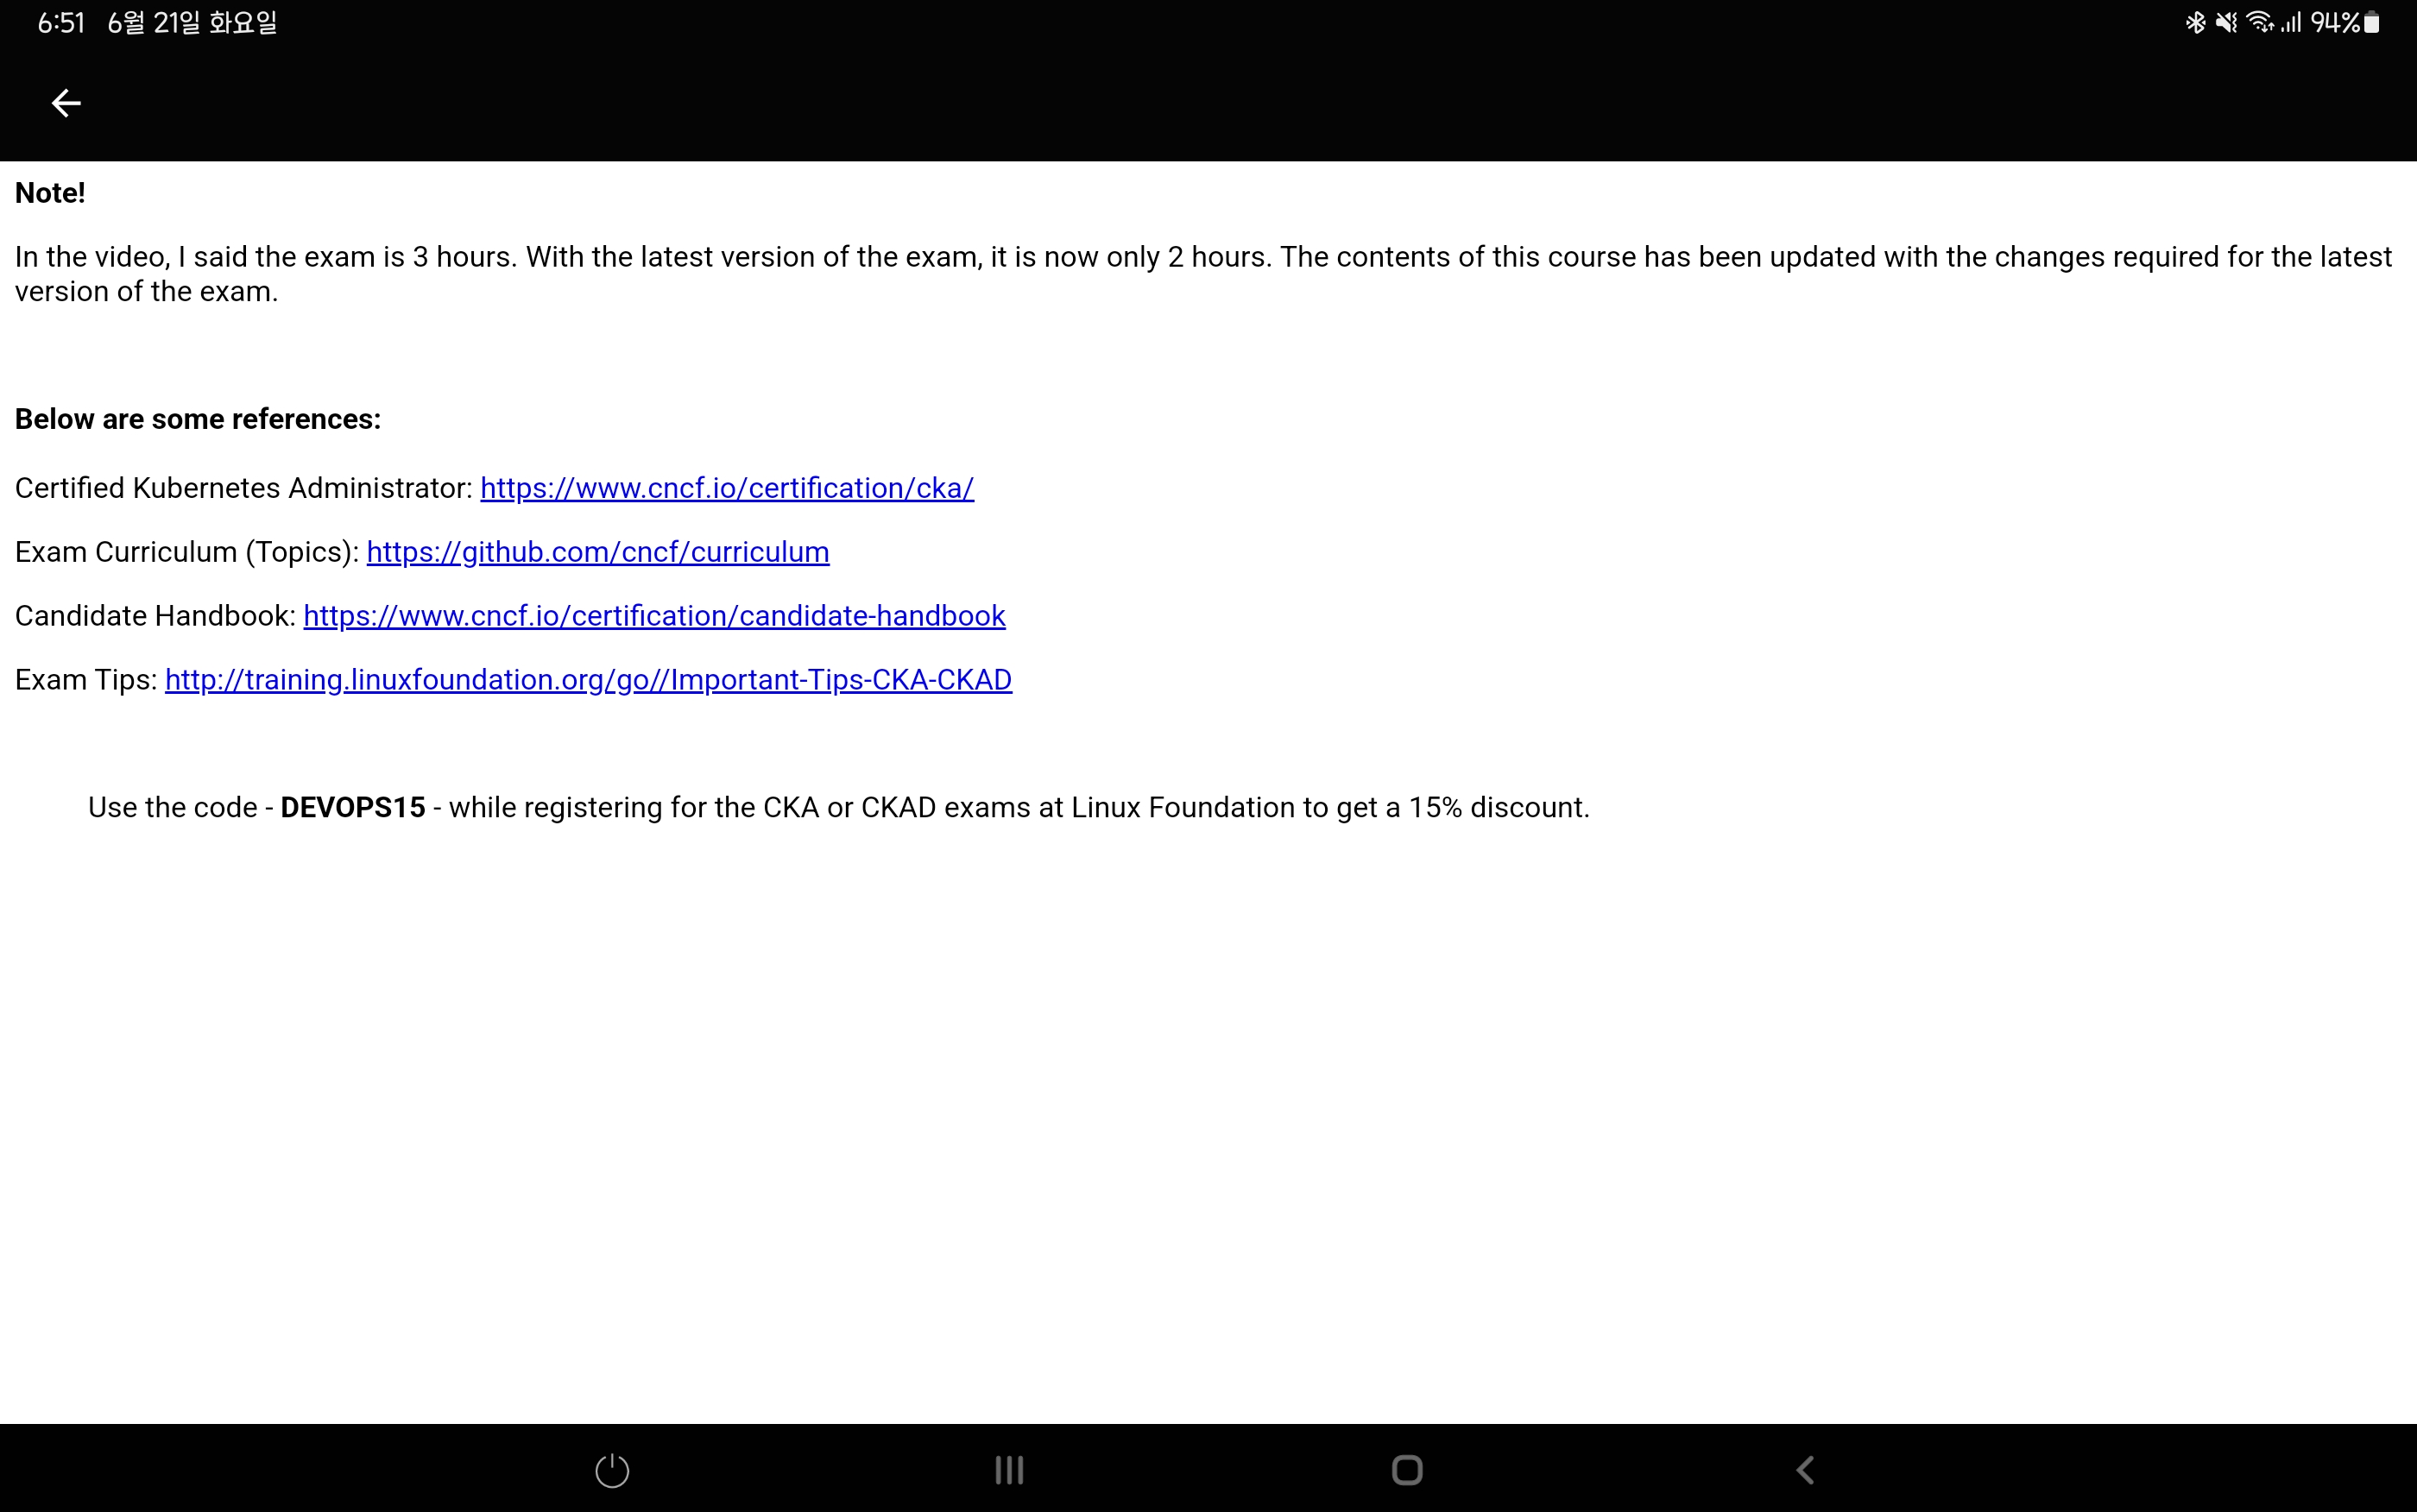 6:51 6월 21일 화요일 94%
Note!
In the video, I said the exam is 3 hours. With the latest version of the exam, it is now only 2 hours. The contents of this course has been updated with the changes required for the latest
version of the exam.
Below are some references:
Certified Kubernetes Administrator: https://www.cncf.io/certification/cka/
Exam Curriculum (Topics): https://github.com/cncf/curriculum
Candidate Handbook: https://www.cncf.io/certification/candidate-handbook
Exam Tips: http://training.linuxfoundation.org/go//Important-Tips-CKA-CKAD
Use the code - DEVOPS15 - while registering for the CKA or CKAD exams at Linux Foundation to get a 15% discount.